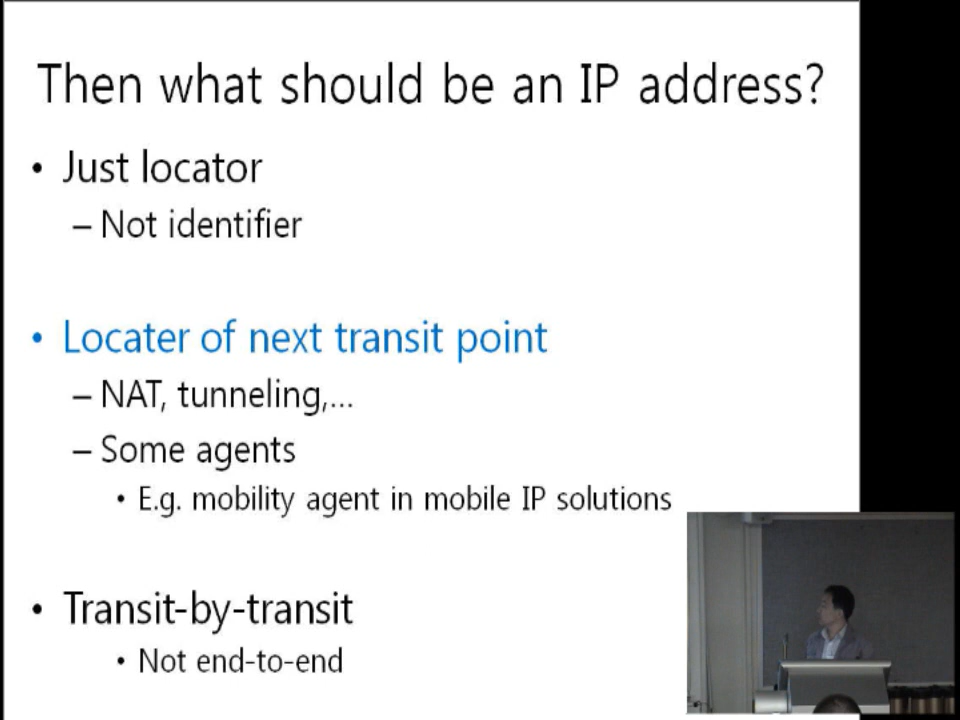 Then what should be an IP address?
• Just locator
– Not identifier
• Locater of next transit point
– NAT, tunneling,...
– Some agents
• E.g. mobility agent in mobile IP solutions
• Transit-by-transit
• Not end-to-end